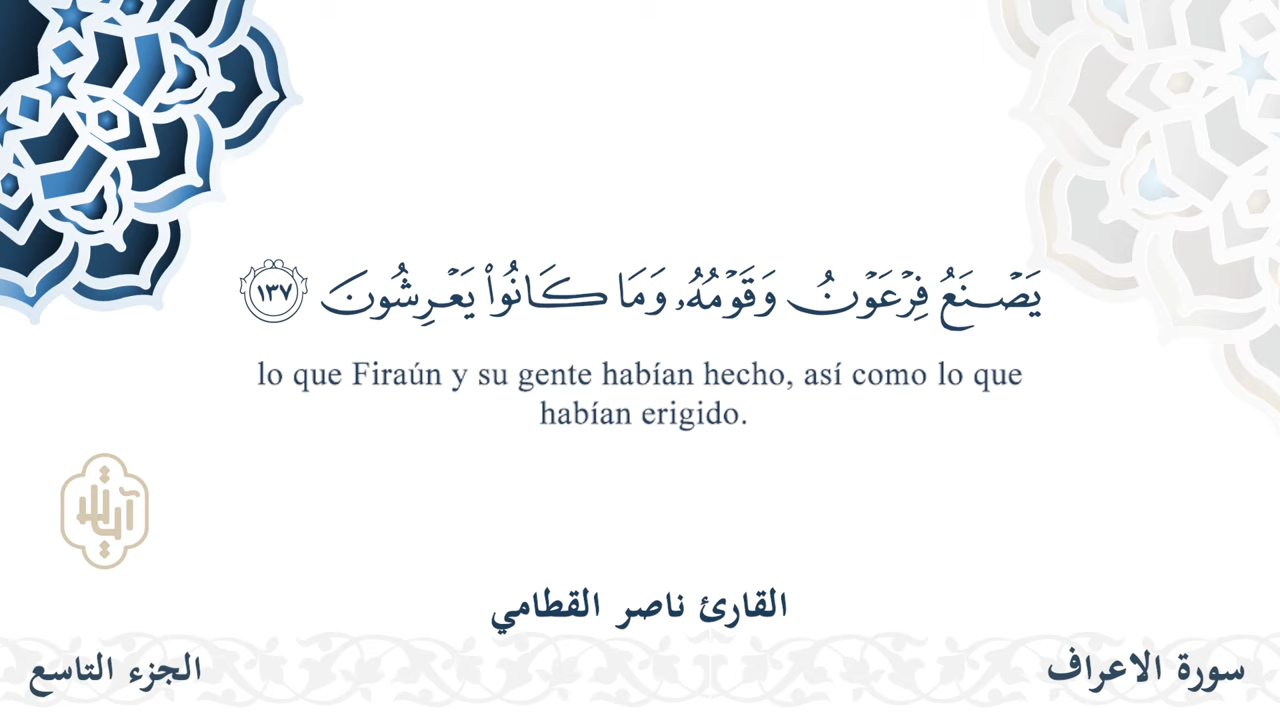 يَصْنَعُ فِرْعَوْنُ وَقَوْمُهُۥ وَمَا كَانُوا۟ يَعْرِشُونَ ١٣٧
lo que Firaún y su gente habían hecho, así como lo que
habían erigido.
القارئ ناصر القطامي
سورة الاعراف
الجزء التاسع